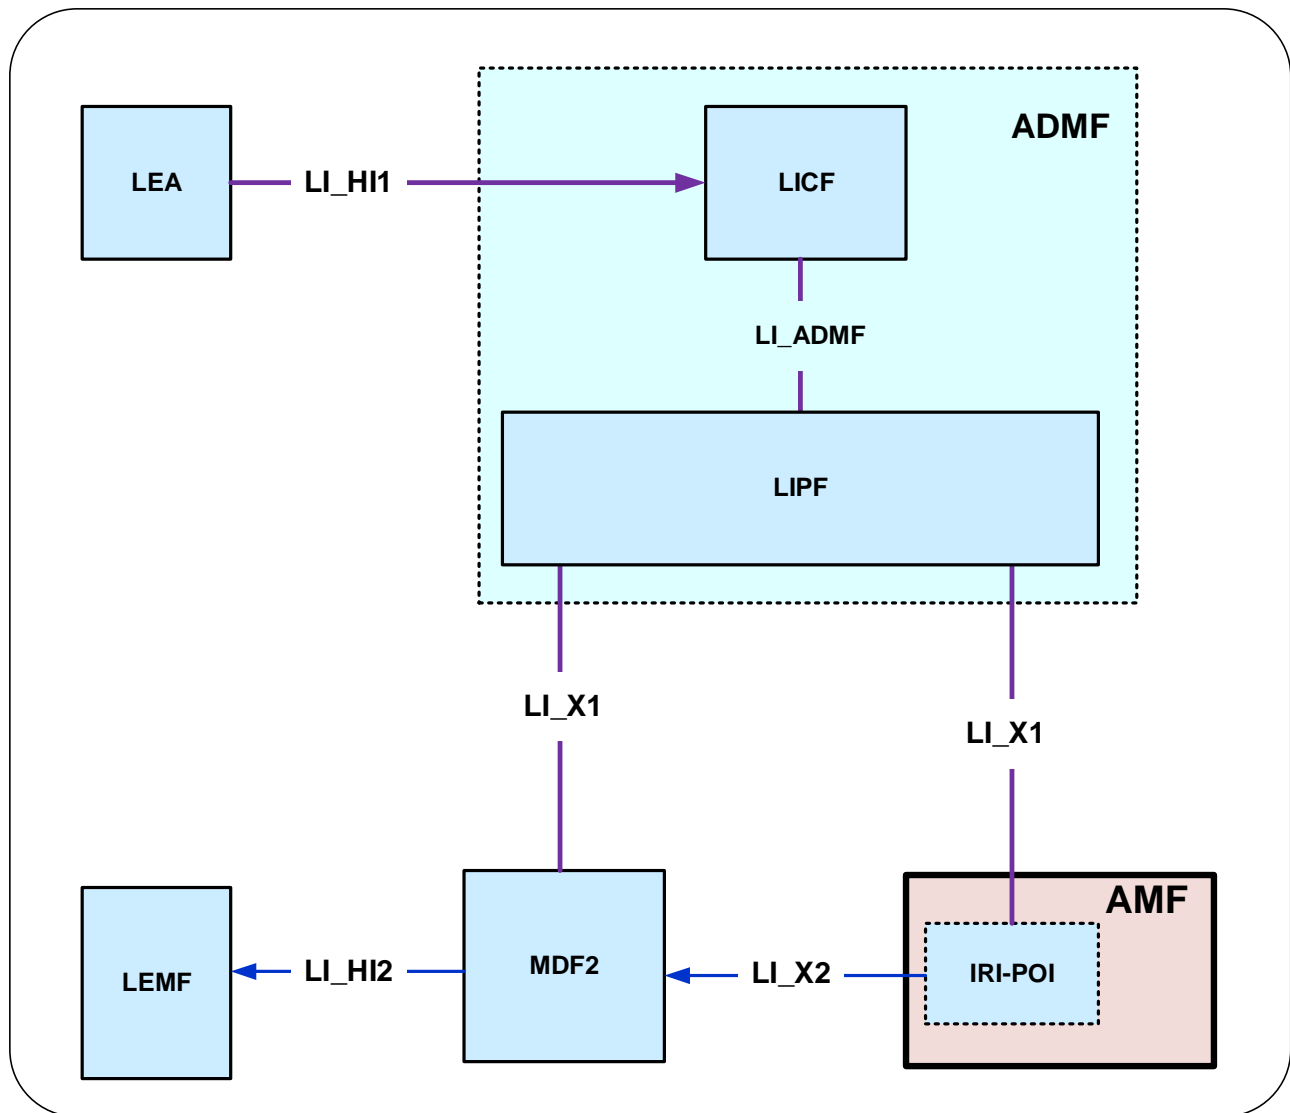 ADMF
LEA
LI_HI1
LICF
LI_ADMF
LIPF
LI_X1
LI_X1
AMF
LEMF
LI_HI2
MDF2
LI_X2
IRI-POI